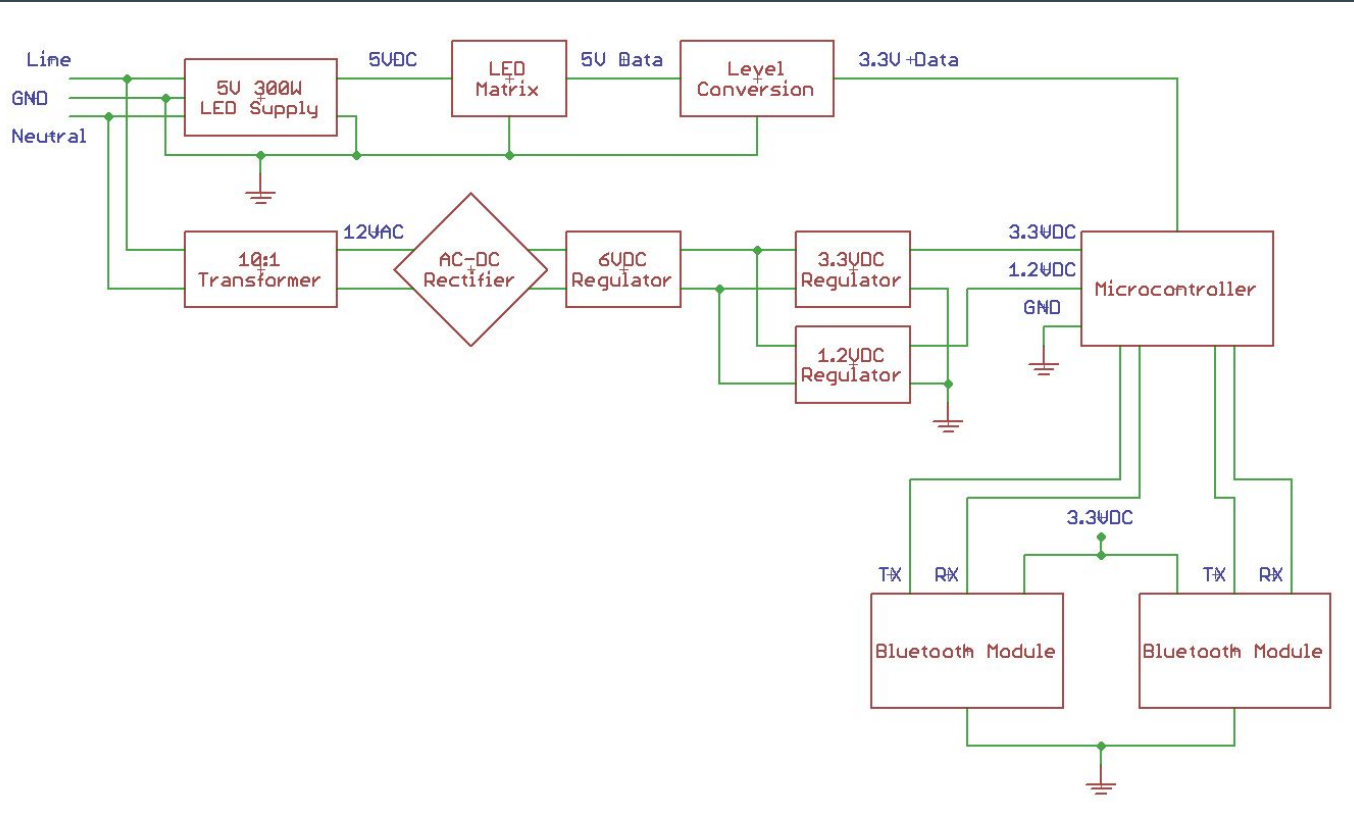 Line
GND
Neutral
5V 300W
LED Supply
5VDC
LED
Matrix
5V Data
Level
Conversion
3.3V Data
10:1
Transformer
12VAC
AC-DC
Rectifier
6VDC
Regulator
3.3VDC
Regulator
1.2VDC
Regulator
3.3VDC
1.2VDC
GND
Microcontroller
3.3VDC
TX
RX
TX
RX
Bluetooth Module
Bluetooth Module